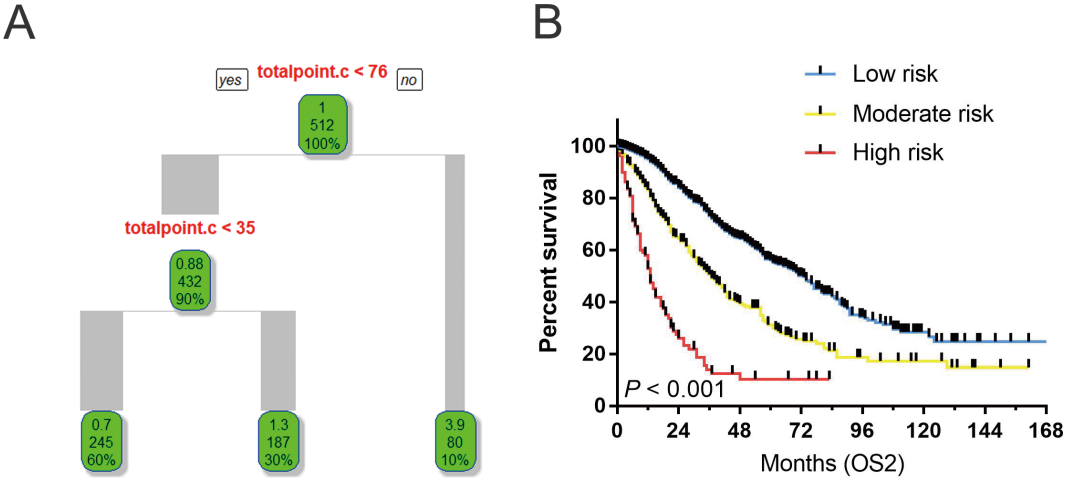 A
yes
totalpoint.c < 76
no
1
512
100%
totalpoint.c < 35
0.88
432
90%
0.7
245
60%
1.3
187
30%
3.9
80
10%
B
Low risk
Moderate risk
High risk
Percent survival
100
80
60
40
20
0
P < 0.001
0 24 48 72 96 120 144 168
Months (OS2)